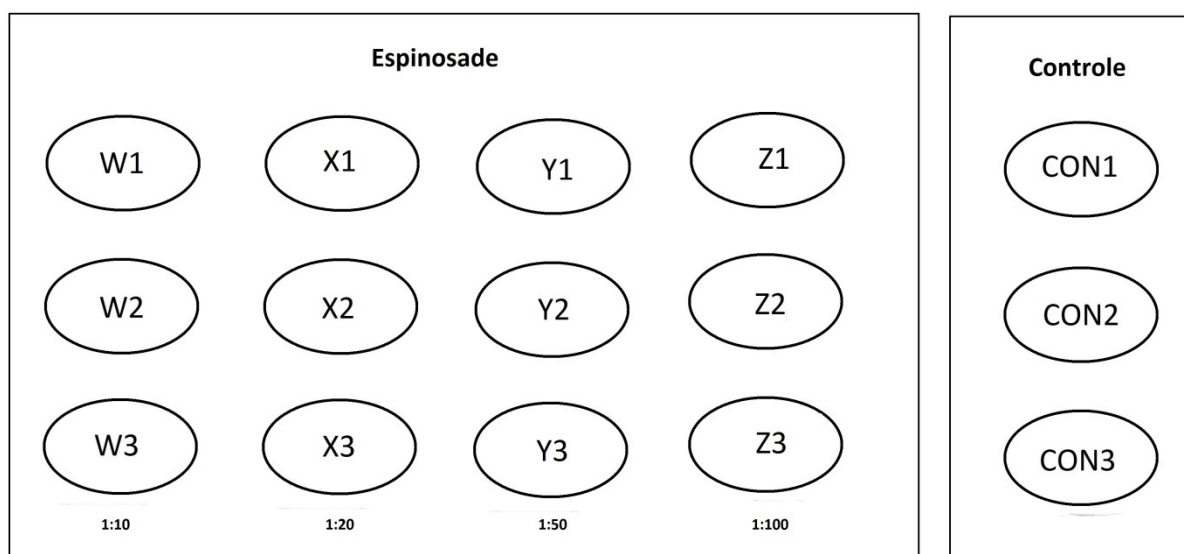 Espinosade
W1 X1 Y1 Z1
W2 X2 Y2 Z2
W3 X3 Y3 Z3
1:10 1:20 1:50 1:100
Controle
CON1
CON2
CON3